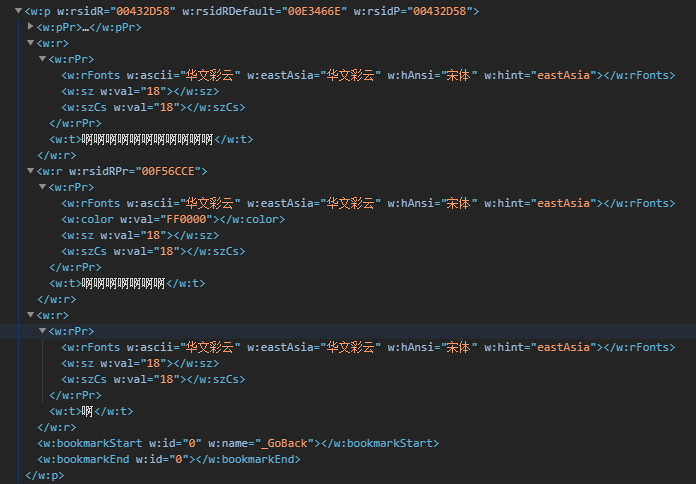 <w:p w:rsidR="00432D58" w:rsidRDefault="00E3466E" w:rsidP="00432D58">
<w:pPr>…</w:pPr>
<w:r>
<w:rPr>
<w:rFonts w:ascii="华文彩云" w:eastAsia="华文彩云" w:hAnsi="宋体" w:hint="eastAsia"></w:rFonts>
<w:sz w:val="18"></w:sz>
<w:szCs w:val="18"></w:szCs>
</w:rPr>
<w:t>啊啊啊啊啊啊啊啊啊啊啊</w:t>
</w:r>
<w:r w:rsidRPr="00F56CCE">
<w:rPr>
<w:rFonts w:ascii="华文彩云" w:eastAsia="华文彩云" w:hAnsi="宋体" w:hint="eastAsia"></w:rFonts>
<w:color w:val="FF0000"></w:color>
<w:sz w:val="18"></w:sz>
<w:szCs w:val="18"></w:szCs>
</w:rPr>
<w:t>啊啊啊啊啊啊啊</w:t>
</w:r>
<w:r>
<w:rPr>
<w:rFonts w:ascii="华文彩云" w:eastAsia="华文彩云" w:hAnsi="宋体" w:hint="eastAsia"></w:rFonts>
<w:sz w:val="18"></w:sz>
<w:szCs w:val="18"></w:szCs>
</w:rPr>
<w:t>啊</w:t>
</w:r>
<w:bookmarkStart w:id="0" w:name="_GoBack"></w:bookmarkStart>
<w:bookmarkEnd w:id="0"></w:bookmarkEnd>
</w:p>